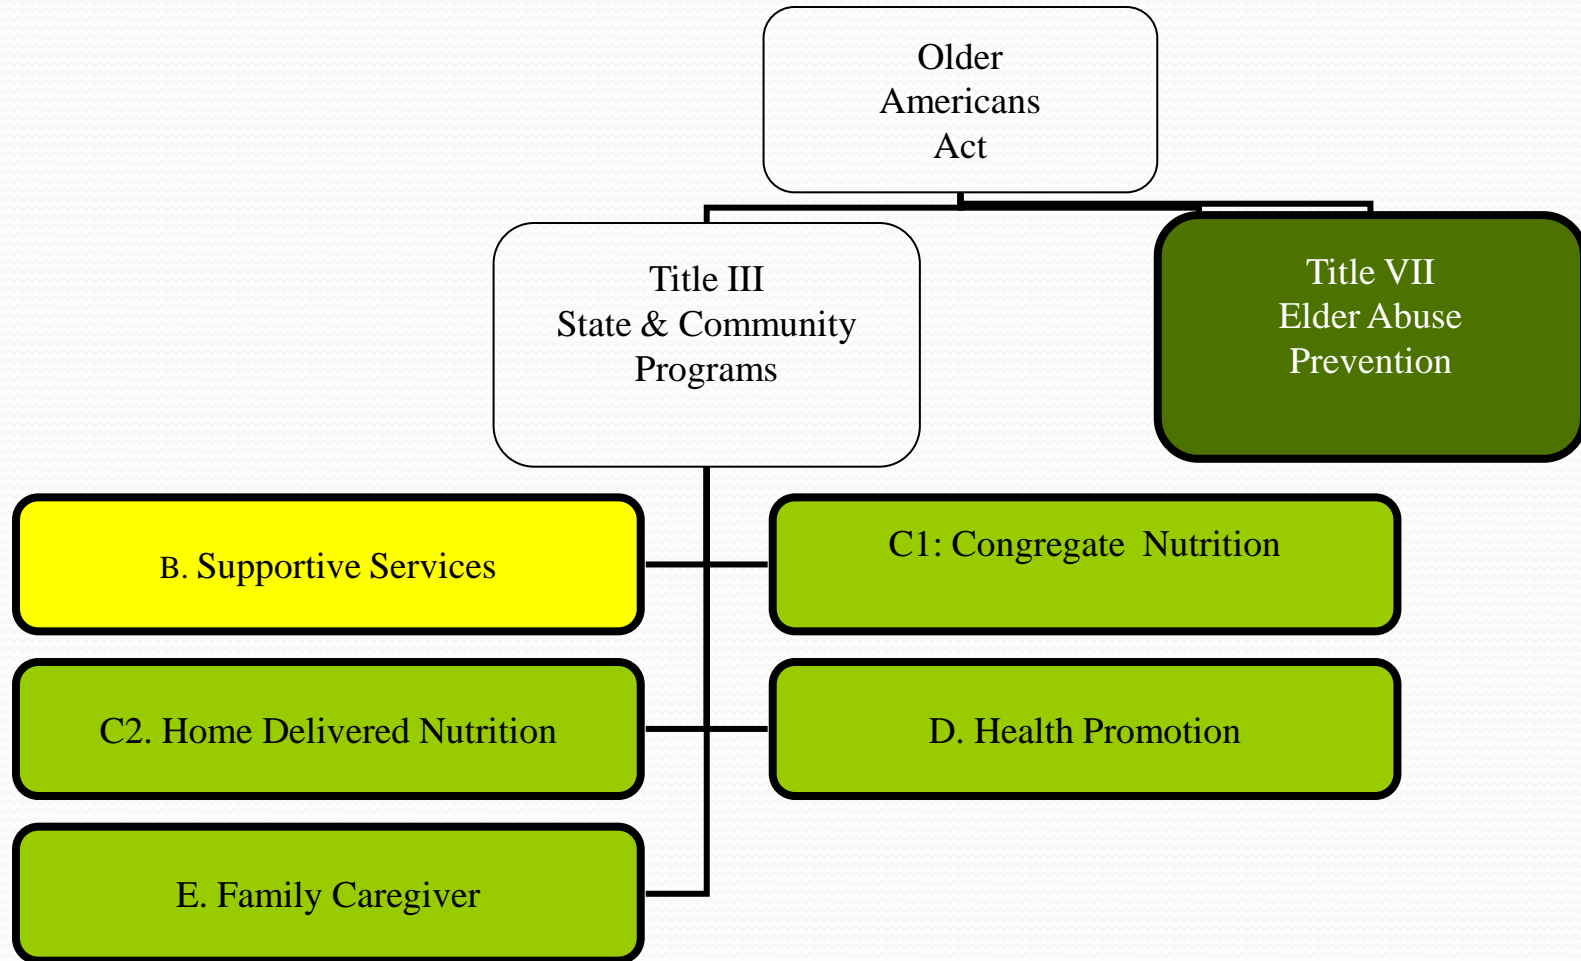 Older
Americans
Act
Title III
State & Community
Programs
Title VII
Elder Abuse
Prevention
B. Supportive Services
C1: Congregate  Nutrition
C2. Home Delivered Nutrition
D. Health Promotion
E. Family Caregiver